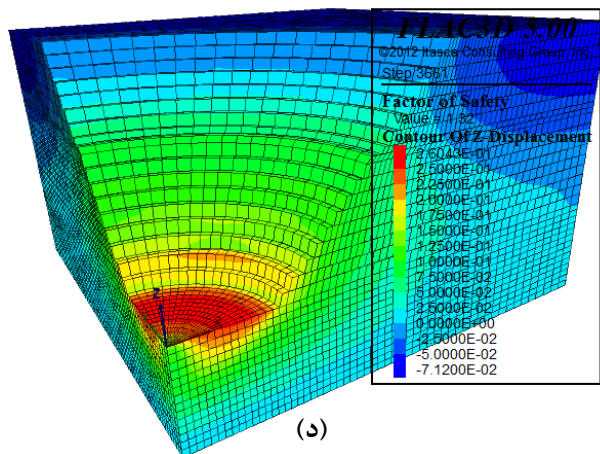 FLAC3D 5.00
©2012 Itasca Consulting Group, Inc.
Step 3661
Factor of Safety
Value = 1.32
Contour Of Z-Displacement
2.6043E-01
2.5000E-01
2.2500E-01
2.0000E-01
1.7500E-01
1.5000E-01
1.2500E-01
1.0000E-01
7.5000E-02
5.0000E-02
2.5000E-02
0.0000E+00
-2.5000E-02
-5.0000E-02
-7.1200E-02
Z
(د)